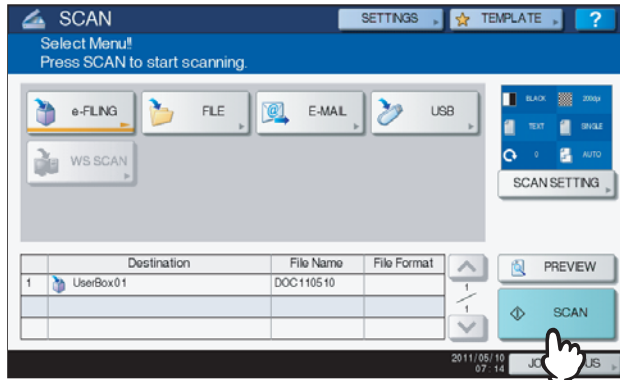 SCAN
SETTINGS
TEMPLATE
?
Select Menu!!
Press SCAN to start scanning.
e-FILING
FILE
E-MAIL
USB
WS SCAN
BLACK
200dpi
TEXT
SINGLE
0
AUTO
SCAN SETTING
Destination File Name File Format
1 UserBox01 DOC110510
1
1
PREVIEW
SCAN
2011/05/10
07:14